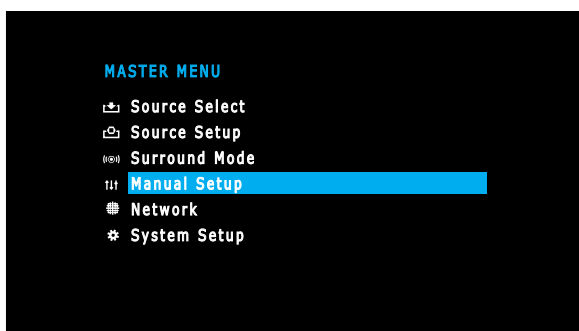 MASTER MENU
Source Select
Source Setup
Surround Mode
Manual Setup
Network
System Setup